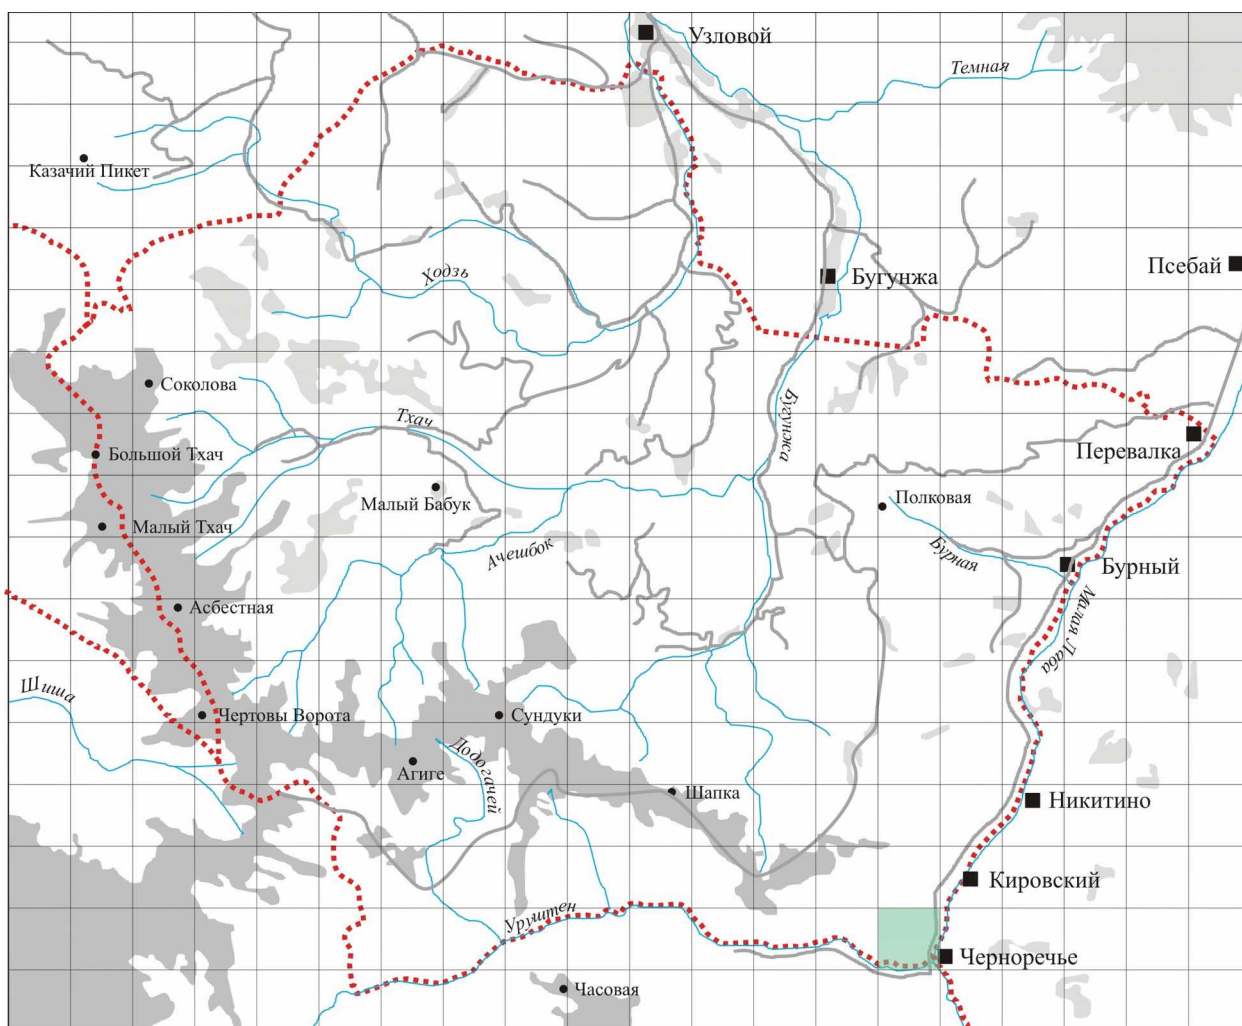 Узловой
Темная
Казачий Пикет
Ходзь
Бугунжа
Псебай
Соколова
Тхач
Бугунжа
Большой Тхач
Перевалка
Малый Бабук
Полковая
Малый Тхач
Ачешбок
Бурная
Бурный
Асбестная
Малая Лаба
Шиша
Чертовы Ворота
Сундуки
Додогачей
Агиге
Шапка
Никитино
Кировский
Уруштен
Черноречье
Часовая